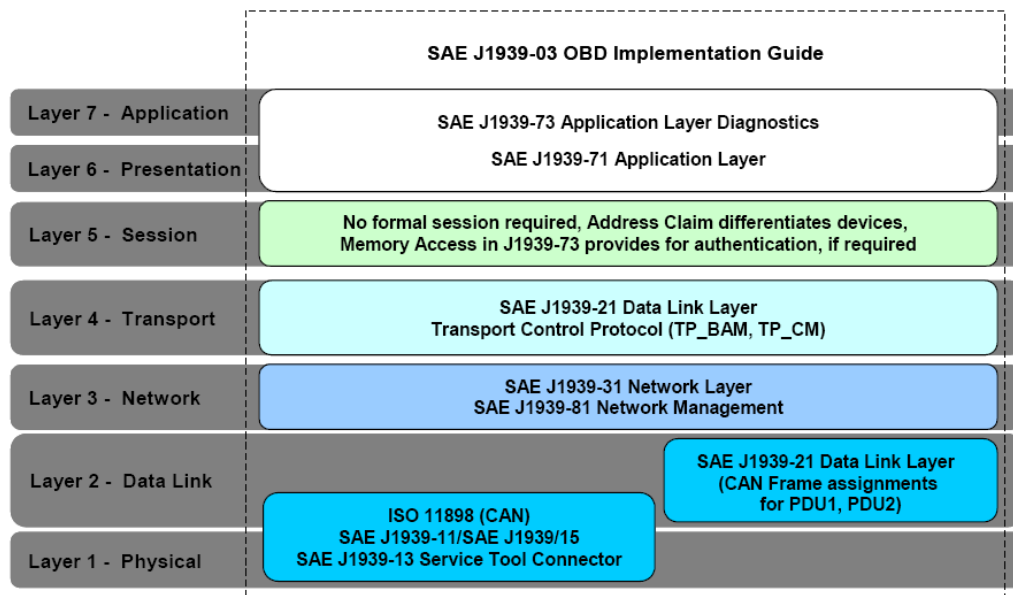 SAE J1939-03 OBD Implementation Guide
Layer 7 - Application
SAE J1939-73 Application Layer Diagnostics
SAE J1939-71 Application Layer
Layer 6 - Presentation
Layer 5 - Session
No formal session required, Address Claim differentiates devices,
Memory Access in J1939-73 provides for authentication, if required
Layer 4 - Transport
SAE J1939-21 Data Link Layer
Transport Control Protocol (TP_BAM, TP_CM)
Layer 3 - Network
SAE J1939-31 Network Layer
SAE J1939-81 Network Management
Layer 2 - Data Link
SAE J1939-21 Data Link Layer
(CAN Frame assignments
for PDU1, PDU2)
ISO 11898 (CAN)
SAE J1939-11/SAE J1939/15
SAE J1939-13 Service Tool Connector
Layer 1 - Physical